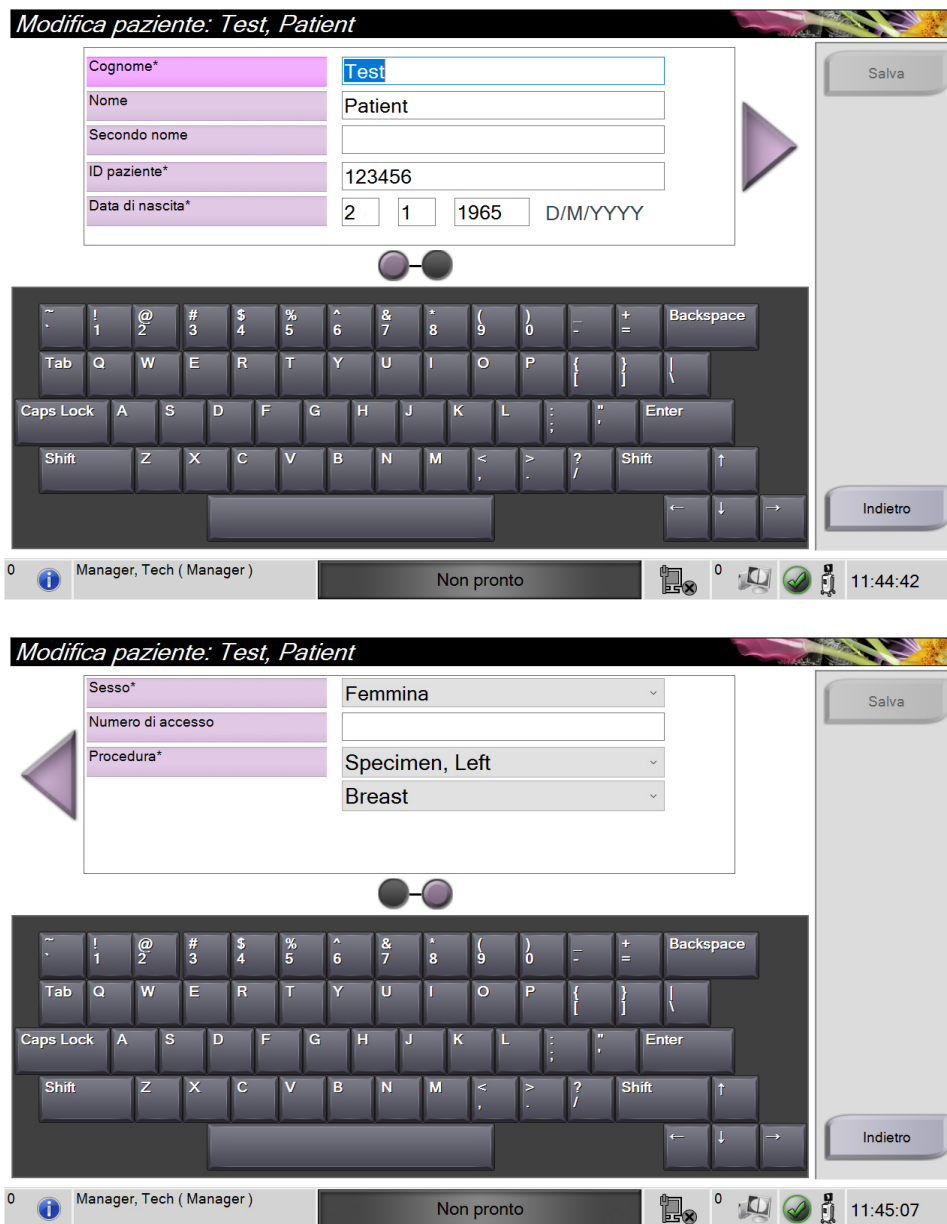 Modifica paziente: Test, Patient
Cognome* Test
Salva
Nome Patient
Secondo nome
ID paziente* 123456
Data di nascita* 2 1 1965 D/M/YYYY
~ ! @ # $ % ^ & * ( ) _ + Backspace
` 1 2 3 4 5 6 7 8 9 0 - =
Tab Q W E R T Y U I O P { } |
[ ] \
Caps Lock A S D F G H J K L : " Enter
; '
Shift Z X C V B N M < > ? Shift ↑
, . /
← ↓ →
Indietro
0 Manager, Tech ( Manager ) Non pronto 0 11:44:42
Modifica paziente: Test, Patient
Sesso* Femmina
Salva
Numero di accesso
Procedura* Specimen, Left
Breast
~ ! @ # $ % ^ & * ( ) _ + Backspace
` 1 2 3 4 5 6 7 8 9 0 - =
Tab Q W E R T Y U I O P { } |
[ ] \
Caps Lock A S D F G H J K L : " Enter
; '
Shift Z X C V B N M < > ? Shift ↑
, . /
← ↓ →
Indietro
0 Manager, Tech ( Manager ) Non pronto 0 11:45:07